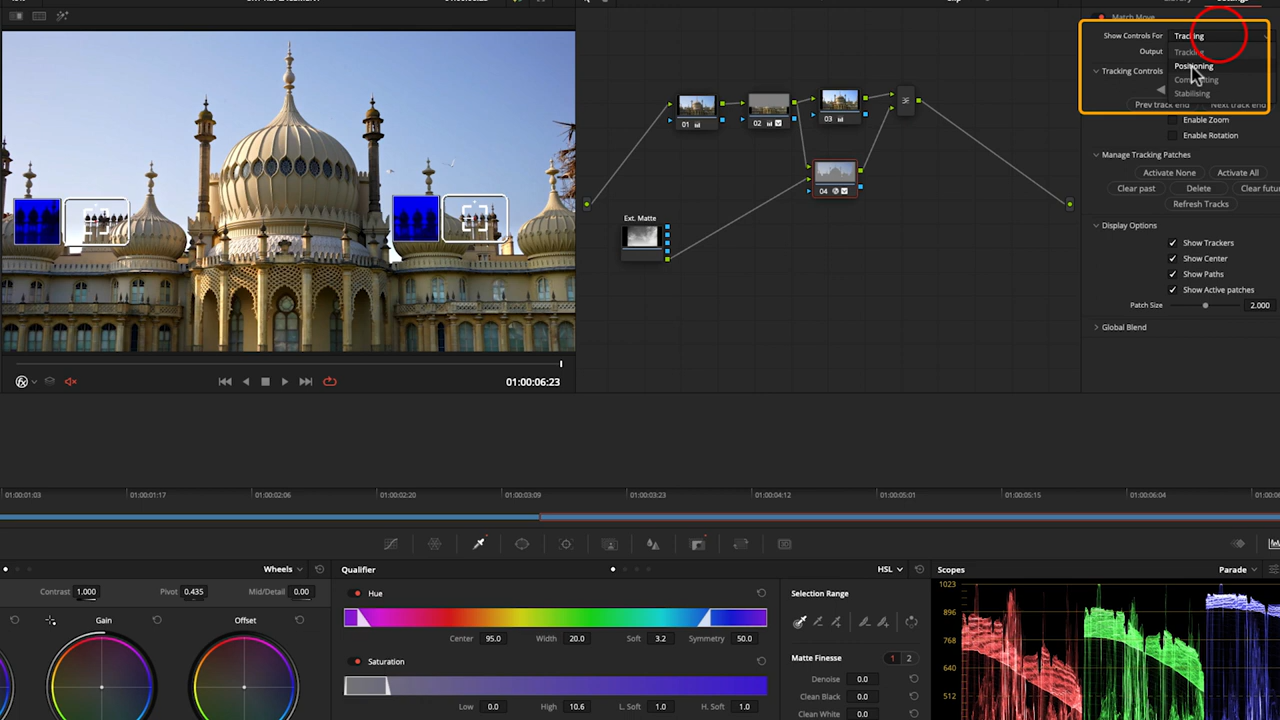 Match Move
Show Controls For Tracking
Output Tracking
Positioning
Tracking Controls
Compositing
Stabilising
Prev track end Next track end
Enable Zoom
Enable Rotation
Manage Tracking Patches
Activate None Activate All
Clear past Delete Clear futu
Refresh Tracks
Display Options
Show Trackers
Show Center
Show Paths
Show Active patches
Patch Size 2.000
Global Blend
01
02
03
04
Ext. Matte
fx
01:00:06:23
01:00:01:03 01:00:01:17 01:00:02:06 01:00:02:20 01:00:03:09 01:00:03:23 01:00:04:12 01:00:05:01 01:00:05:15 01:00:06:04 01:00:0
Wheels
Contrast 1.000 Pivot 0.435 Mid/Detail 0.00
Gain Offset
Qualifier HSL
Hue
Center 95.0 Width 20.0 Soft 3.2 Symmetry 50.0
Saturation
Low 0.0 High 10.6 L. Soft 1.0 H. Soft 1.0
Selection Range
Matte Finesse 1 2
Denoise 0.0
Clean Black 0.0
Clean White 0.0
Scopes Parade
1023
896
768
640
512